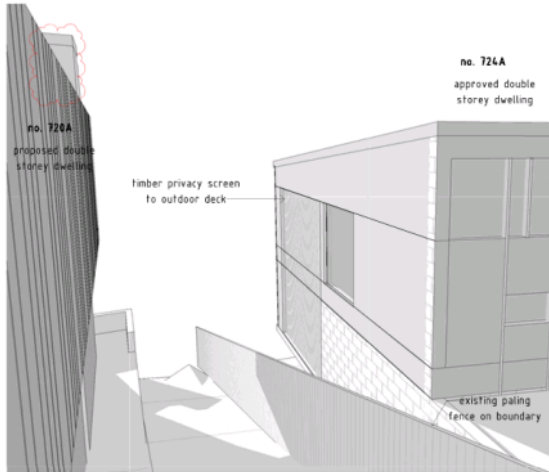 no. 724A
approved double
storey dwelling
no. 720A
proposed double
storey dwelling
timber privacy screen
to outdoor deck
existing paling
fence on boundary